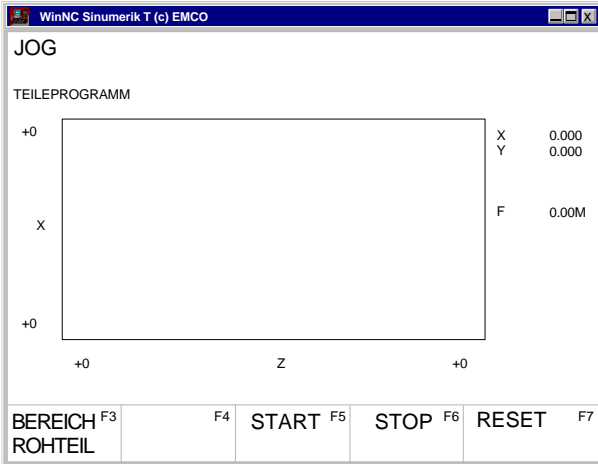 WinNC Sinumerik T (c) EMCO
JOG
TEILEPROGRAMM
+0
X 0.000
Y 0.000
F 0.00M
X
+0
+0 Z +0
BEREICH F3 F4 START F5 STOP F6 RESET F7
ROHTEIL